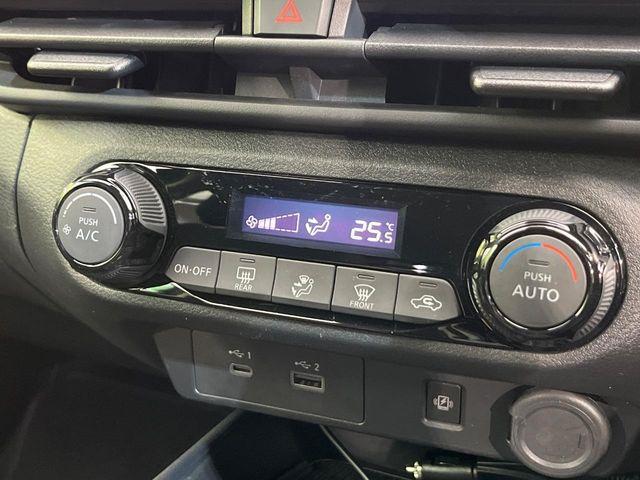 PUSH
A/C
25.5
°C
PUSH
AUTO
ON·OFF
REAR
FRONT
1
2